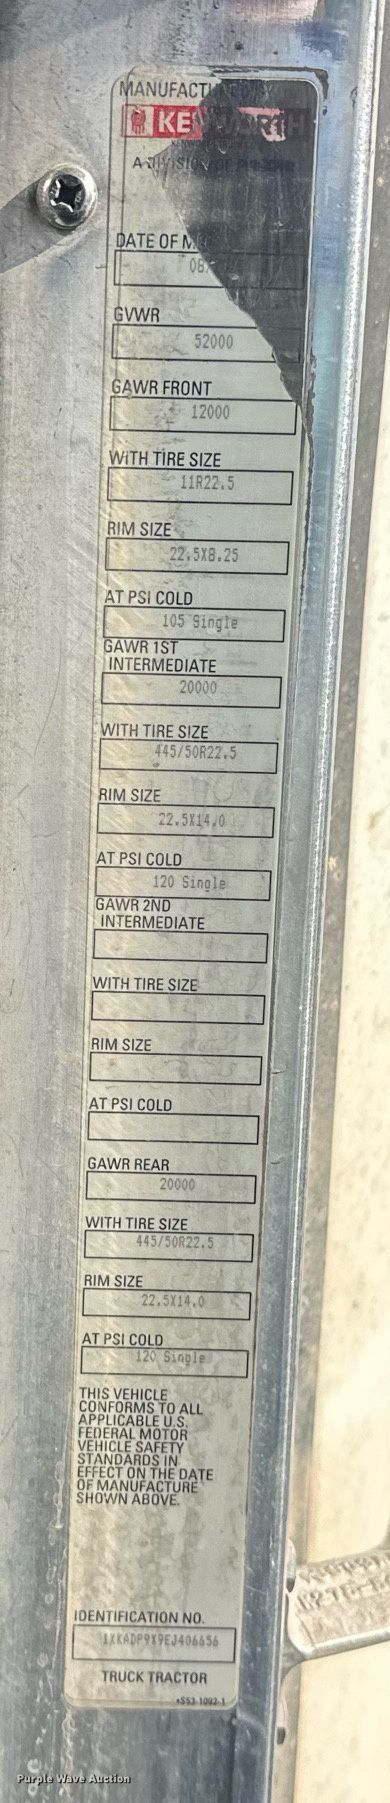 MANUFACTURED BY
KENWORTH
A DIVISION OF PACCAR
DATE OF
08
GVWR
52000
GAWR FRONT
12000
WITH TIRE SIZE
11R22.5
RIM SIZE
22.5X8.25
AT PSI COLD
105 Single
GAWR 1ST
INTERMEDIATE
20000
WITH TIRE SIZE
445/50R22.5
RIM SIZE
22.5X14.0
AT PSI COLD
120 Single
GAWR 2ND
INTERMEDIATE
WITH TIRE SIZE
RIM SIZE
AT PSI COLD
GAWR REAR
20000
WITH TIRE SIZE
445/50R22.5
RIM SIZE
22.5X14.0
AT PSI COLD
120 Single
THIS VEHICLE
CONFORMS TO ALL
APPLICABLE U.S.
FEDERAL MOTOR
VEHICLE SAFETY
STANDARDS IN
EFFECT ON THE DATE
OF MANUFACTURE
SHOWN ABOVE.
IDENTIFICATION NO.
1XKADP9X9EJ406656
TRUCK TRACTOR
Purple Wave Auction